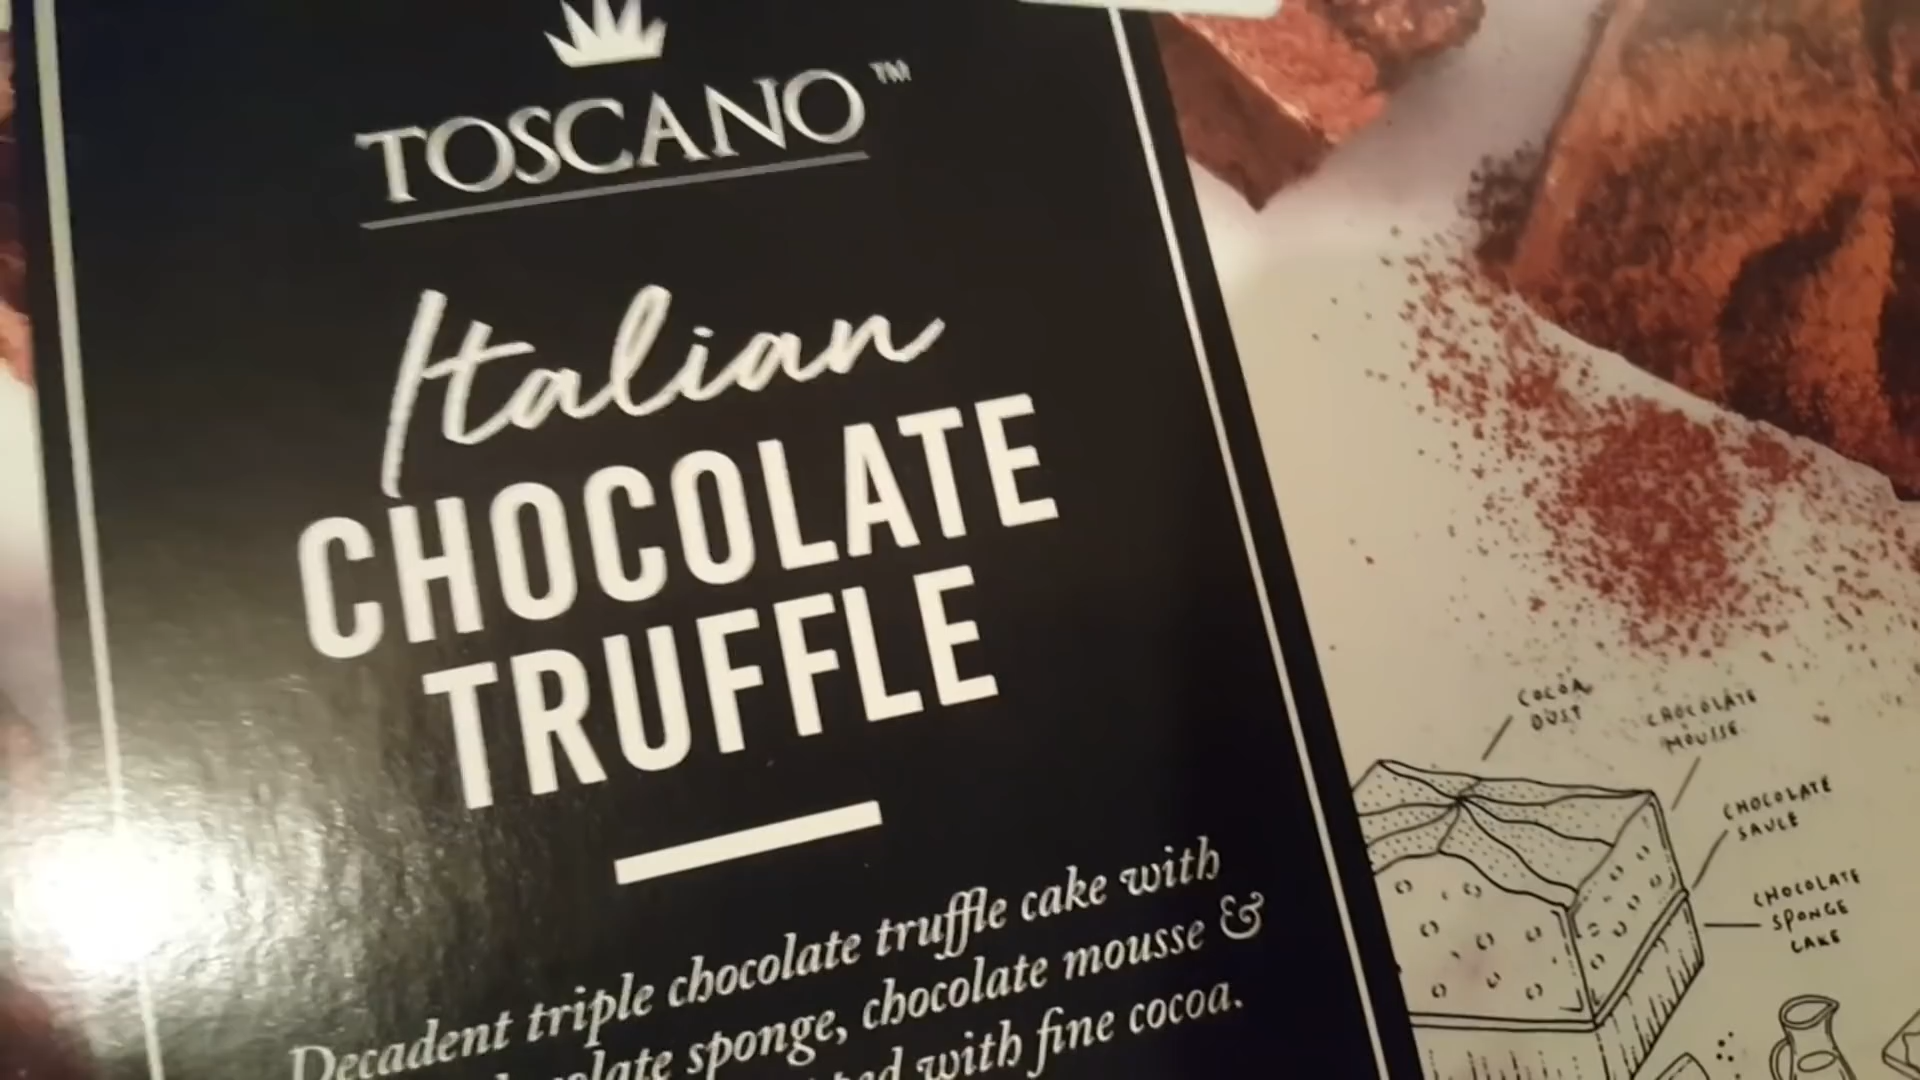 TOSCANO™
Italian
CHOCOLATE
TRUFFLE
Decadent triple chocolate truffle cake with
sponge, chocolate mousse &
with fine cocoa.
COCOA
DUST
CHOCOLATE
MOUSSE
CHOCOLATE
SAUCE
CHOCOLATE
SPONGE
CAKE